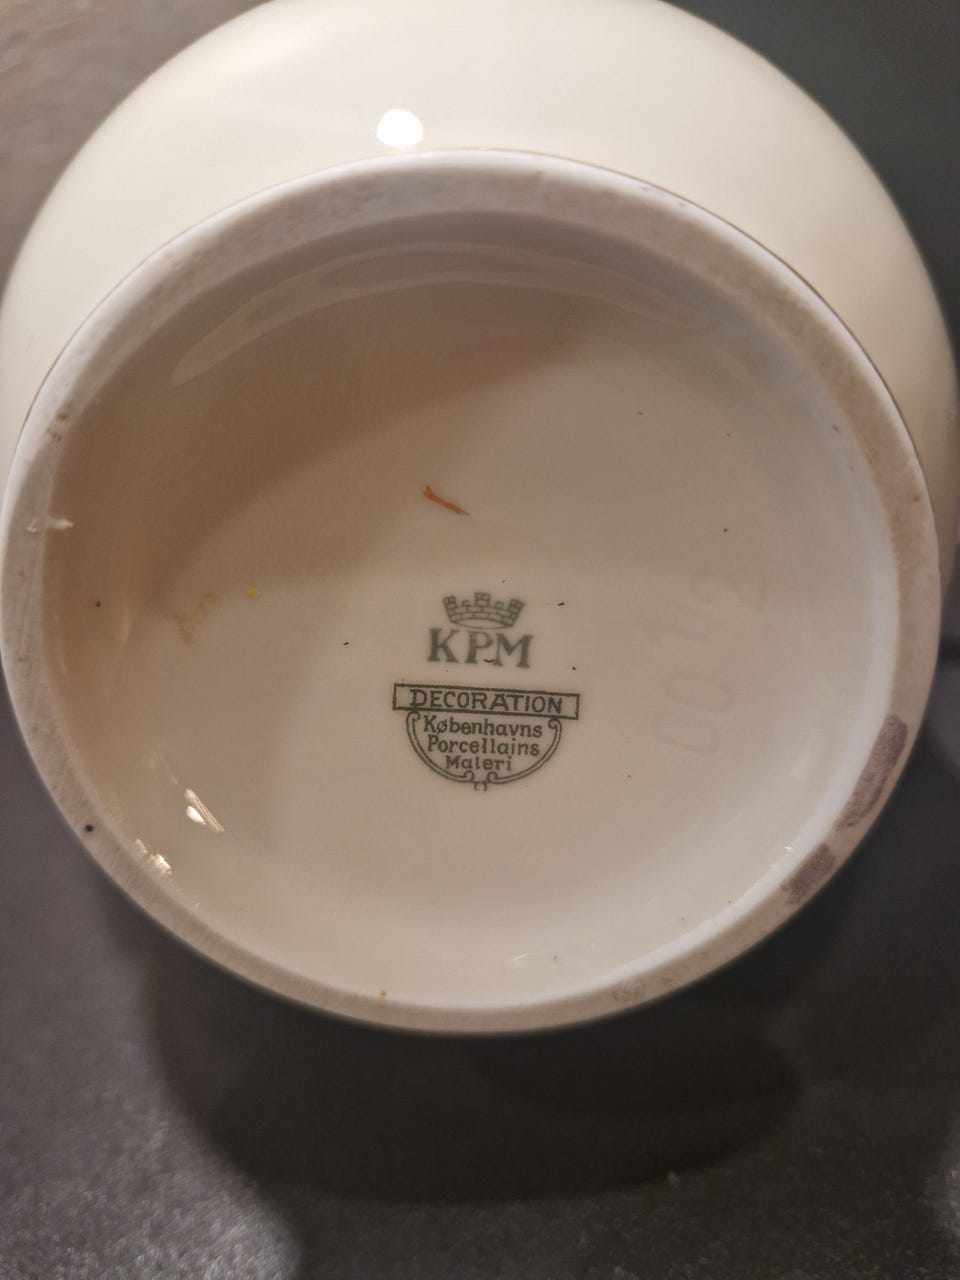 KPM
DECORATION
Københavns
Porcellains
Maleri
0012